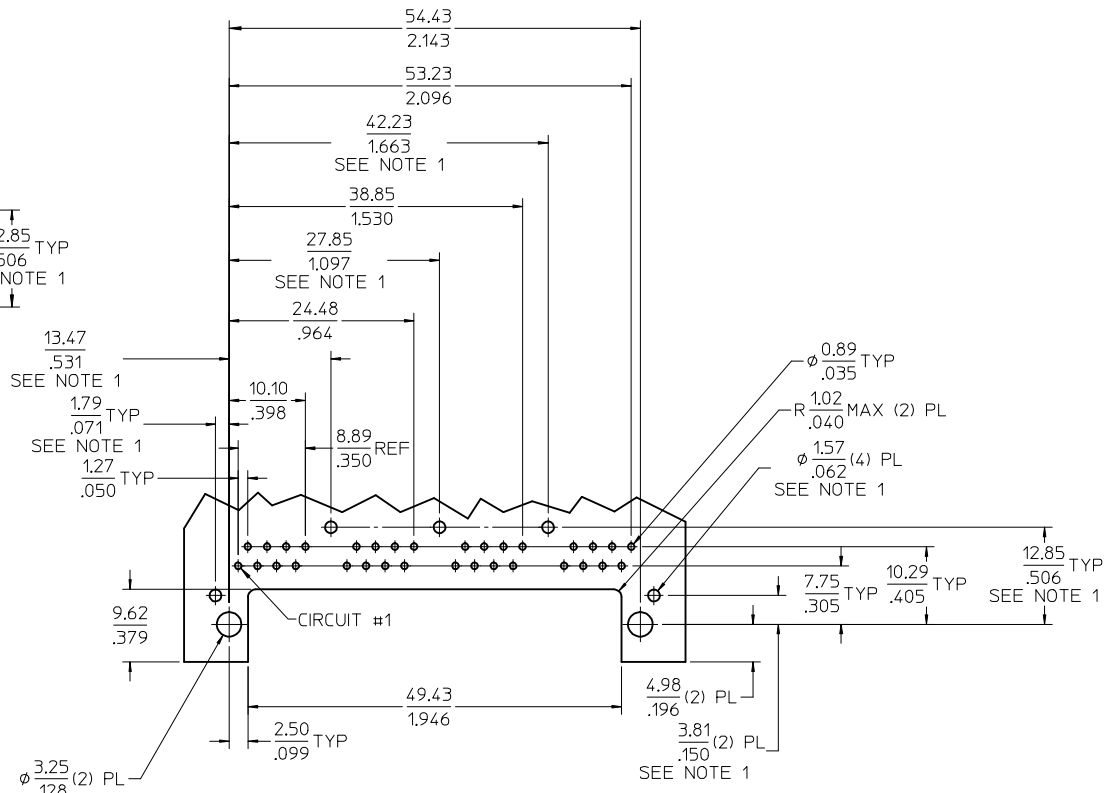 54.43
2.143
53.23
2.096
42.23
1.663
SEE NOTE 1
38.85
1.530
27.85
1.097
SEE NOTE 1
24.48
.964
2.85 TYP
506
NOTE 1
13.47
.531
SEE NOTE 1
10.10
.398
1.79 TYP
.071
SEE NOTE 1
8.89 REF
.350
1.27 TYP
.050
ϕ 0.89 TYP
.035
R 1.02 MAX (2) PL
.040
ϕ 1.57 (4) PL
.062
SEE NOTE 1
12.85 TYP
.506
SEE NOTE 1
10.29 TYP
.405
7.75 TYP
.305
9.62
.379
CIRCUIT #1
49.43
1.946
4.98 (2) PL
.196
3.81 (2) PL
.150
SEE NOTE 1
2.50 TYP
.099
ϕ 3.25 (2) PL
.128